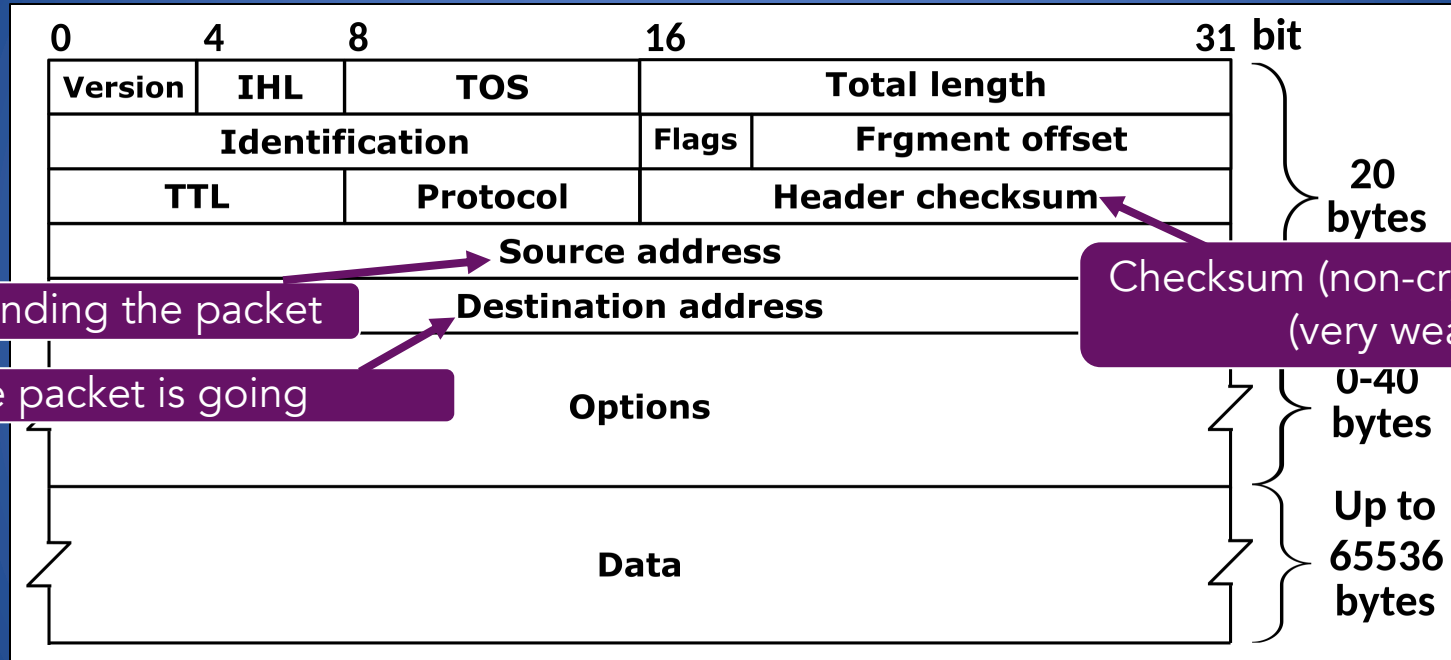 0 4 8 16 31 bit
Version IHL TOS Total length
Identification Flags Frgment offset
TTL Protocol Header checksum
20
bytes
Source address
nding the packet
Destination address
Checksum (non-cr
(very wea
e packet is going
Options
0-40
bytes
Data
Up to
65536
bytes